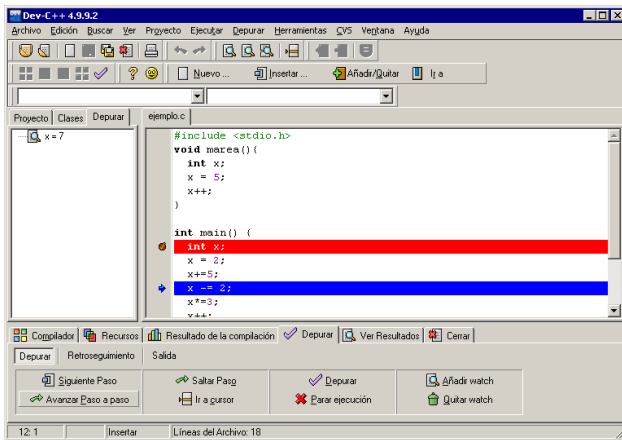 Dev-C++ 4.9.9.2
Archivo Edición Buscar Ver Proyecto Ejecutar Depurar Herramientas CVS Ventana Ayuda
Nuevo ... Insertar ... Añadir/Quitar Ir a
Proyecto Clases Depurar ejemplo.c
x = 7
#include <stdio.h>
void marea(){
int x;
x = 5;
x++;
}
int main() {
int x;
x = 2;
x+=5;
x -= 2;
x*=3;
x++;
Compilador Recursos Resultado de la compilación Depurar Ver Resultados Cerrar
Depurar Retroseguimiento Salida
Siguiente Paso Saltar Paso Depurar Añadir watch
Avanzar Paso a paso Ir a cursor Parar ejecución Quitar watch
12: 1 Insertar Líneas del Archivo: 18